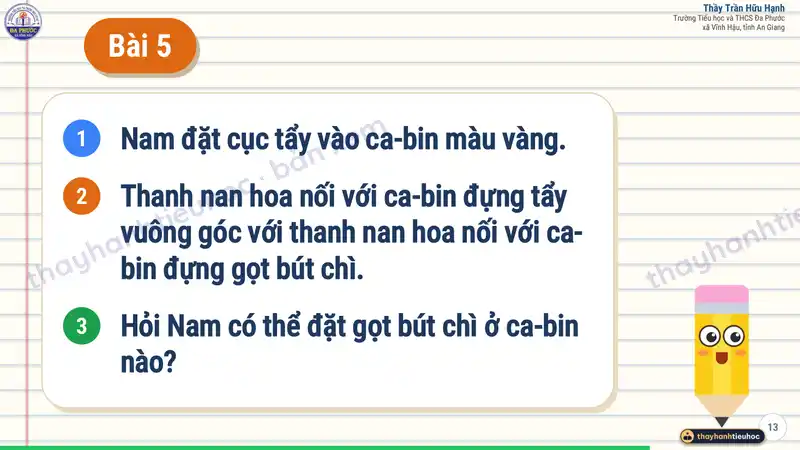 Thầy Trần Hữu Hạnh
Trường Tiểu học và THCS Đa Phước
xã Vĩnh Hậu, tỉnh An Giang
ĐA PHƯỚC
Bài 5
1 Nam đặt cục tẩy vào ca-bin màu vàng.
2 Thanh nan hoa nối với ca-bin đựng tẩy
vuông góc với thanh nan hoa nối với ca-
bin đựng gọt bút chì.
3 Hỏi Nam có thể đặt gọt bút chì ở ca-bin
nào?
thayhanhtieuhoc
13